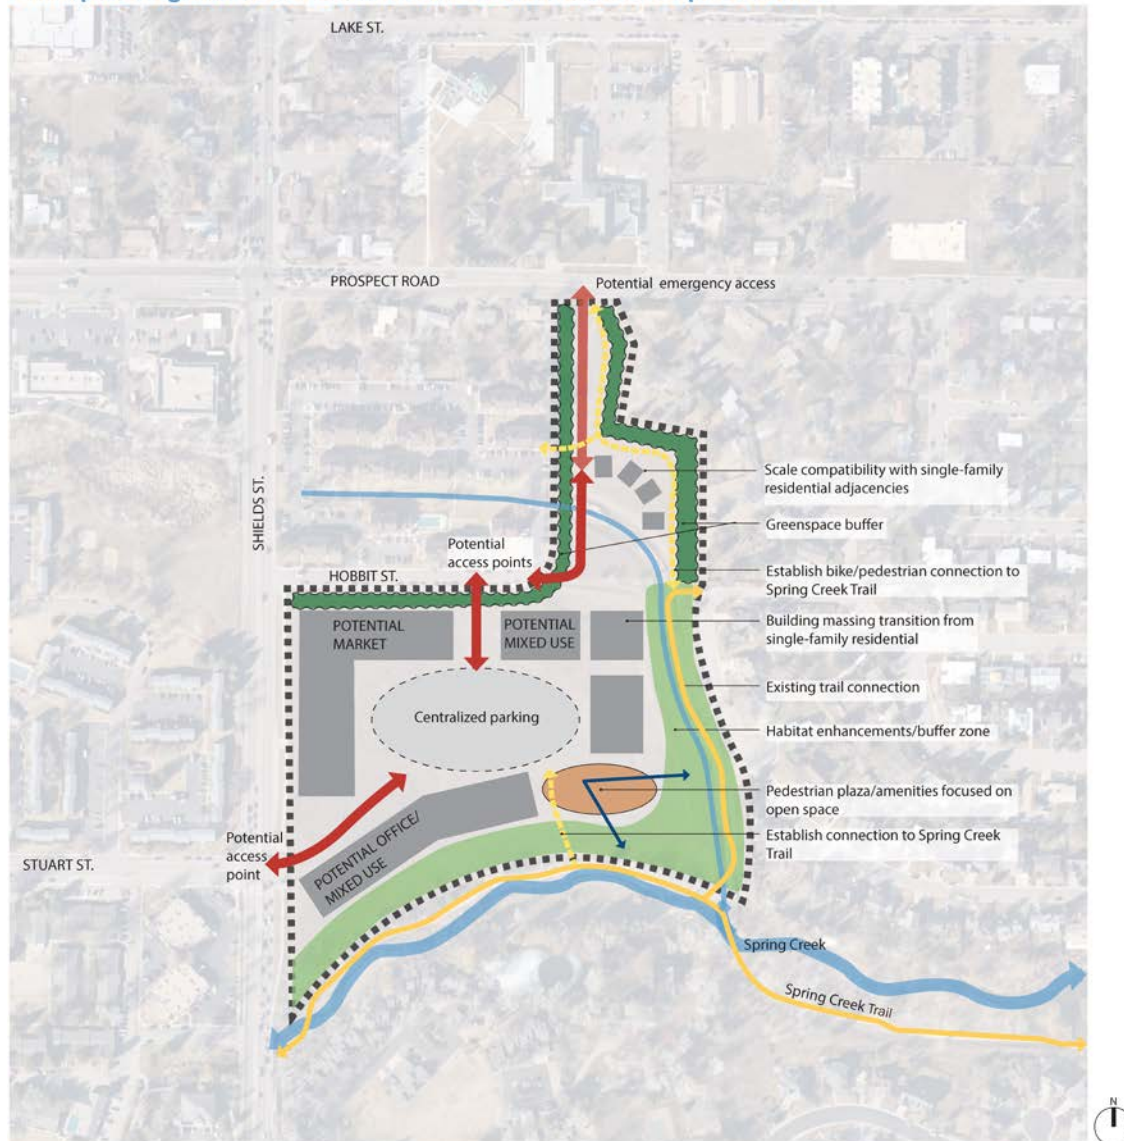 LAKE ST.
PROSPECT ROAD
Potential emergency access
SHIELDS ST.
Scale compatibility with single-family
residential adjacencies
Greenspace buffer
Potential
access points
HOBBIT ST.
Establish bike/pedestrian connection to
Spring Creek Trail
POTENTIAL
MARKET
POTENTIAL
MIXED USE
Building massing transition from
single-family residential
Existing trail connection
Centralized parking
Habitat enhancements/buffer zone
Pedestrian plaza/amenities focused on
open space
Potential
access
point
STUART ST.
POTENTIAL OFFICE/
MIXED USE
Establish connection to Spring Creek
Trail
Spring Creek
Spring Creek Trail
N